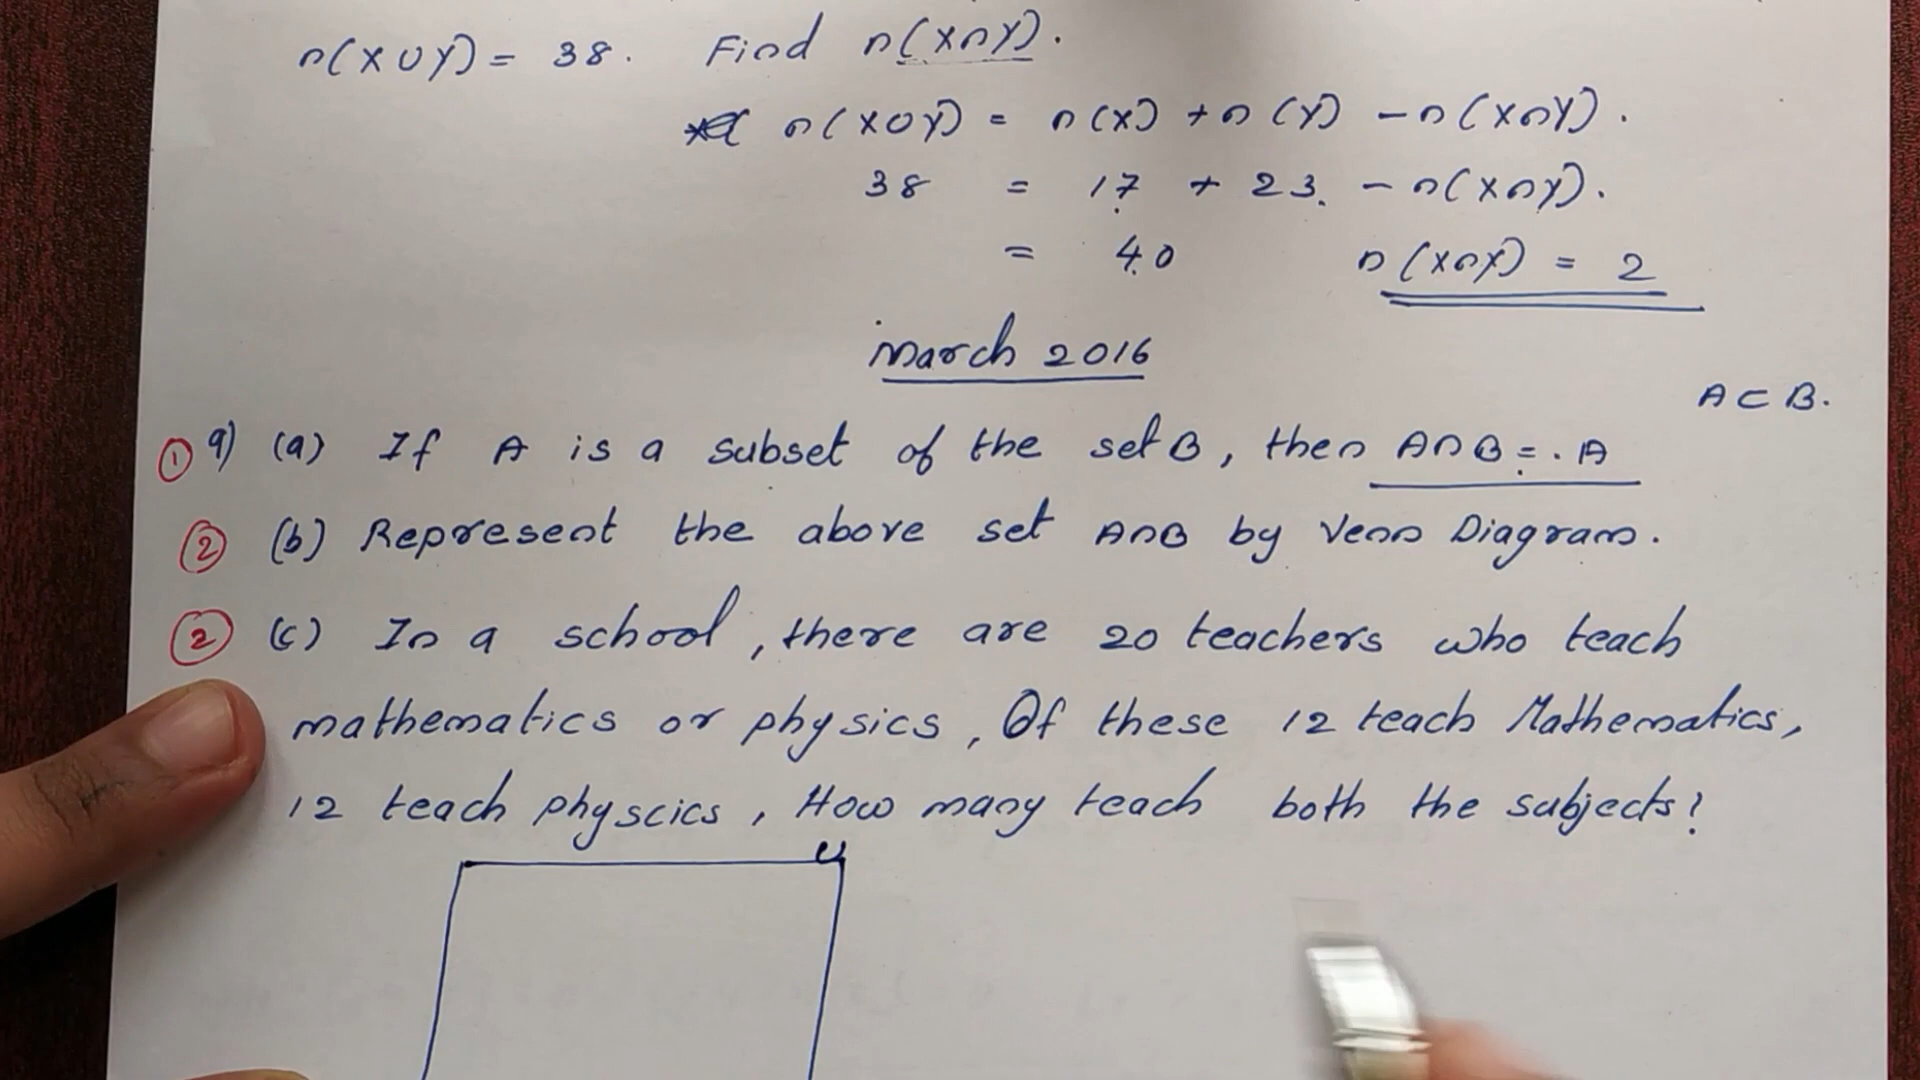 n(X∪Y) = 38. Find n(X∩Y).
n(X∪Y) = n(X) + n(Y) - n(X∩Y).
38 = 17 + 23. - n(X∩Y).
= 40 n(X∩Y) = 2
March 2016
A ⊂ B.
① 9) (a) If A is a subset of the set B, then A∩B = . A
② (b) Represent the above set A∩B by Venn Diagram.
② (c) In a school, there are 20 teachers who teach
mathematics or physics, Of these 12 teach Mathematics,
12 teach physcics, How many teach both the subjects?
U